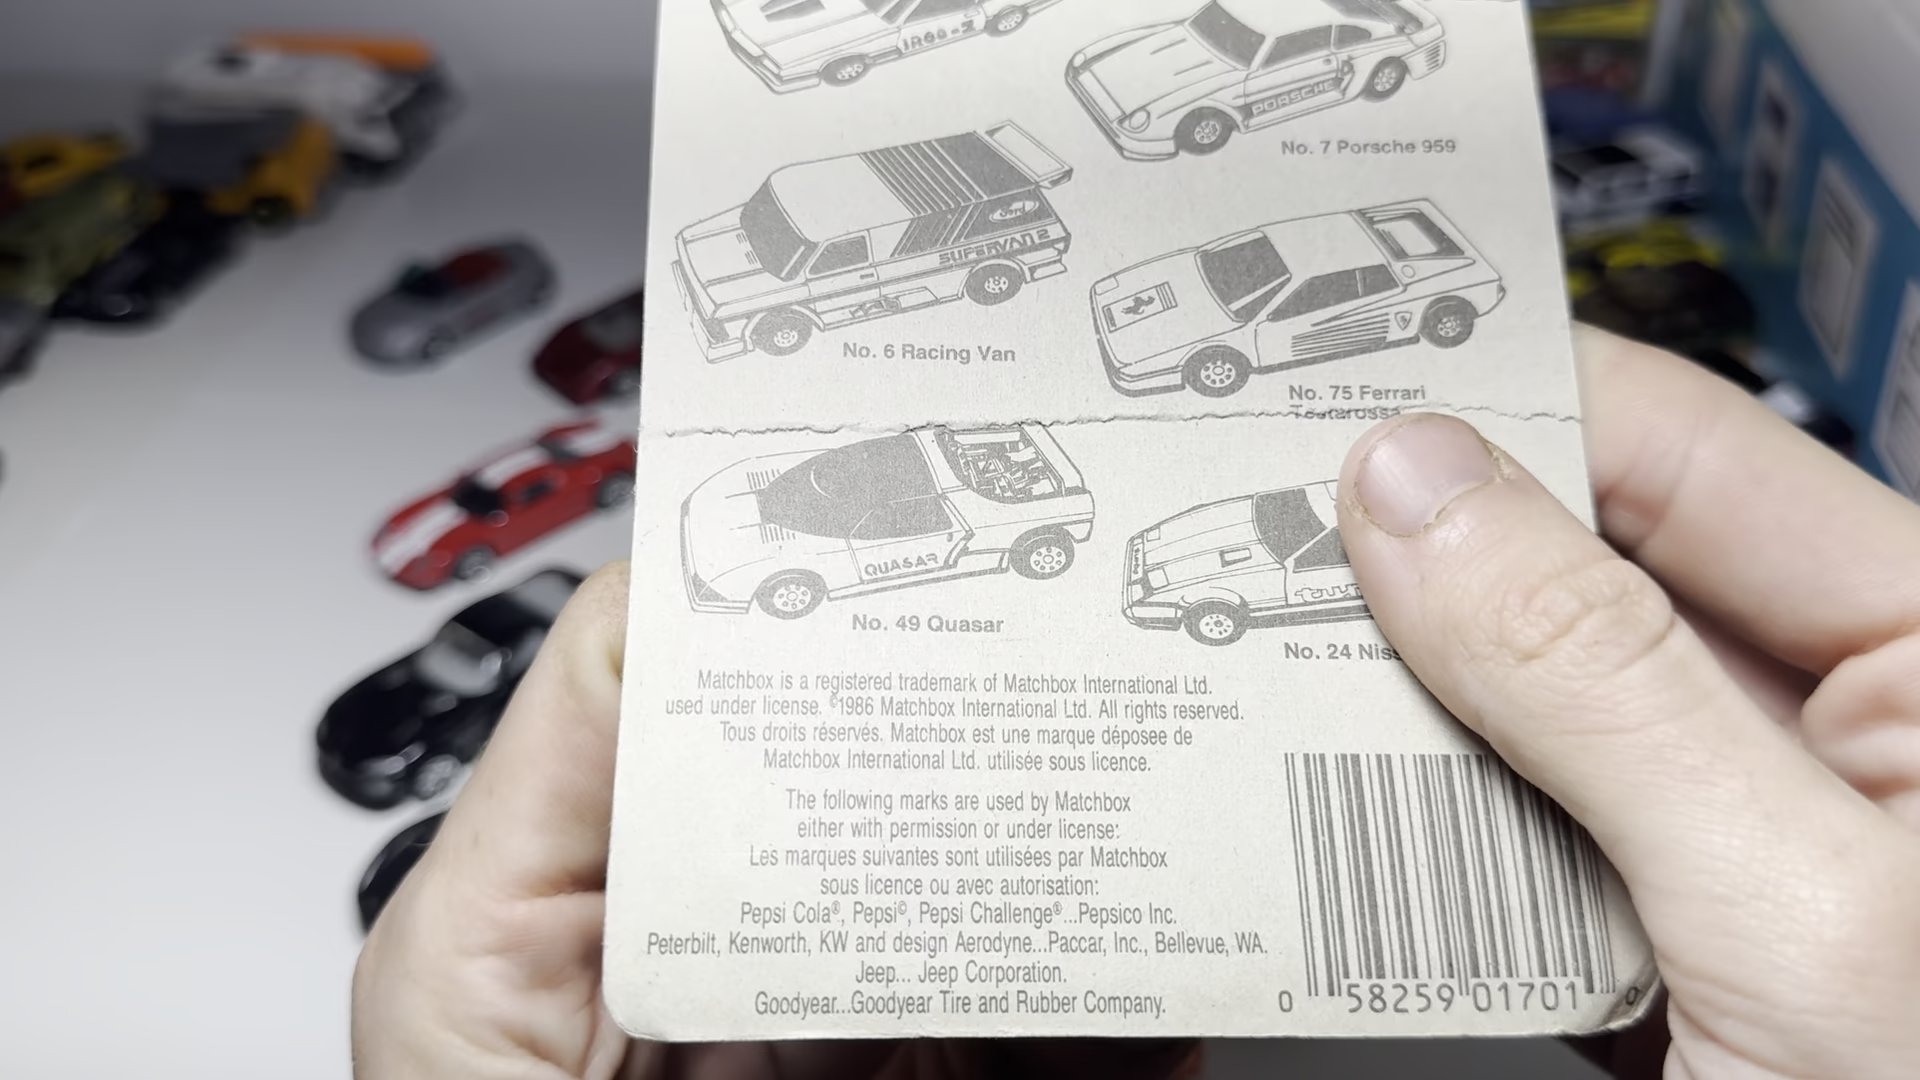 IROQ-Z
PORSCHE
No. 7 Porsche 959
Ford
SUPERVAN 2
No. 6 Racing Van
No. 75 Ferrari
Testarossa
QUASAR
No. 49 Quasar
No. 24
Matchbox is a registered trademark of Matchbox International Ltd.
used under license. ©1986 Matchbox International Ltd. All rights reserved.
Tous droits réservés. Matchbox est une marque déposee de
Matchbox International Ltd. utilisée sous licence.
The following marks are used by Matchbox
either with permission or under license:
Les marques suivantes sont utilisées par Matchbox
sous licence ou avec autorisation:
Pepsi Cola®, Pepsi©, Pepsi Challenge®...Pepsico Inc.
Peterbilt, Kenworth, KW and design Aerodyne...Paccar, Inc., Bellevue, WA.
Jeep... Jeep Corporation.
Goodyear...Goodyear Tire and Rubber Company.
0 58259 01701 0